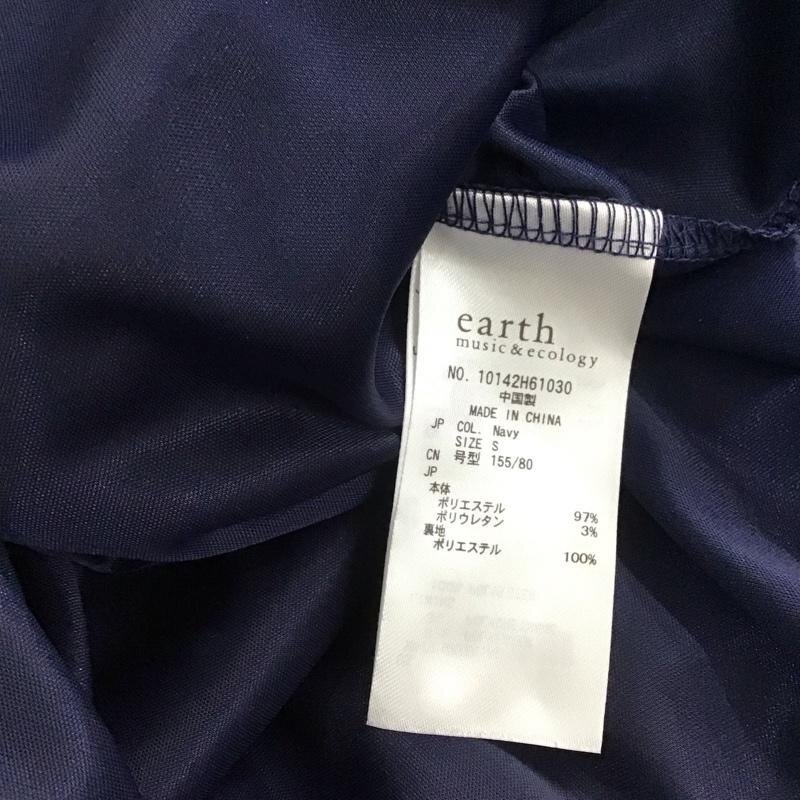 earth
music&ecology
NO. 10142H61030
中国製
MADE IN CHINA
JP COL. Navy
SIZE S
CN 号型 155/80
JP
本体
ポリエステル 97%
ポリウレタン 3%
裏地
ポリエステル 100%